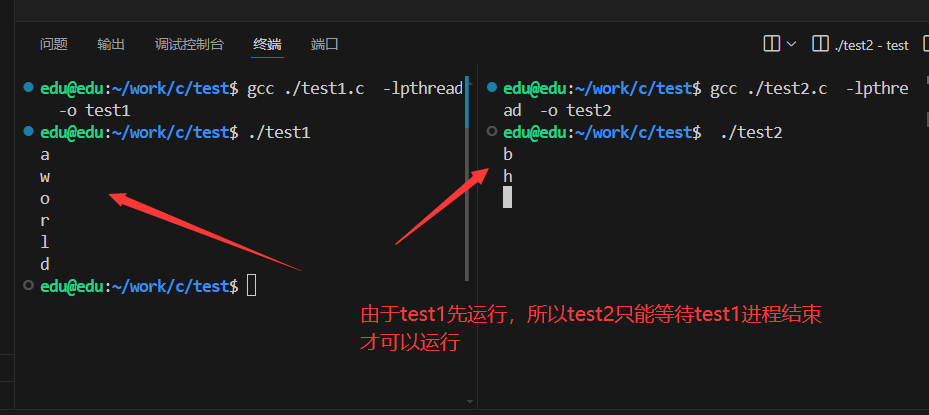 问题 输出 调试控制台 终端 端口
./test2 - test
edu@edu:~/work/c/test$ gcc ./test1.c  -lpthread
-o test1
edu@edu:~/work/c/test$ ./test1
a
w
o
r
l
d
edu@edu:~/work/c/test$
edu@edu:~/work/c/test$ gcc ./test2.c  -lpthre
ad  -o test2
edu@edu:~/work/c/test$  ./test2
b
h
由于test1先运行，所以test2只能等待test1进程结束
才可以运行